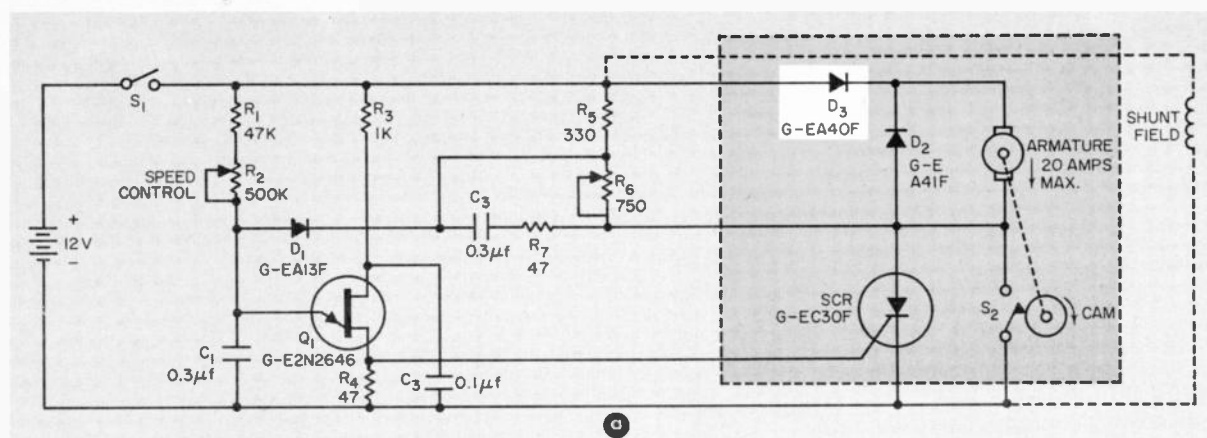 S1
R1
47K
SPEED
CONTROL
R2
500K
+
12V
−
D1
G-EA13F
C1
0.3μf
Q1
G-E2N2646
R3
1K
R4
47
C3
0.1μf
C3
0.3μf
R7
47
R5
330
R6
750
D3
G-EA40F
D2
G-E
A41F
ARMATURE
↓ 20 AMPS
MAX.
SHUNT
FIELD
SCR
G-EC30F
S2
CAM
C